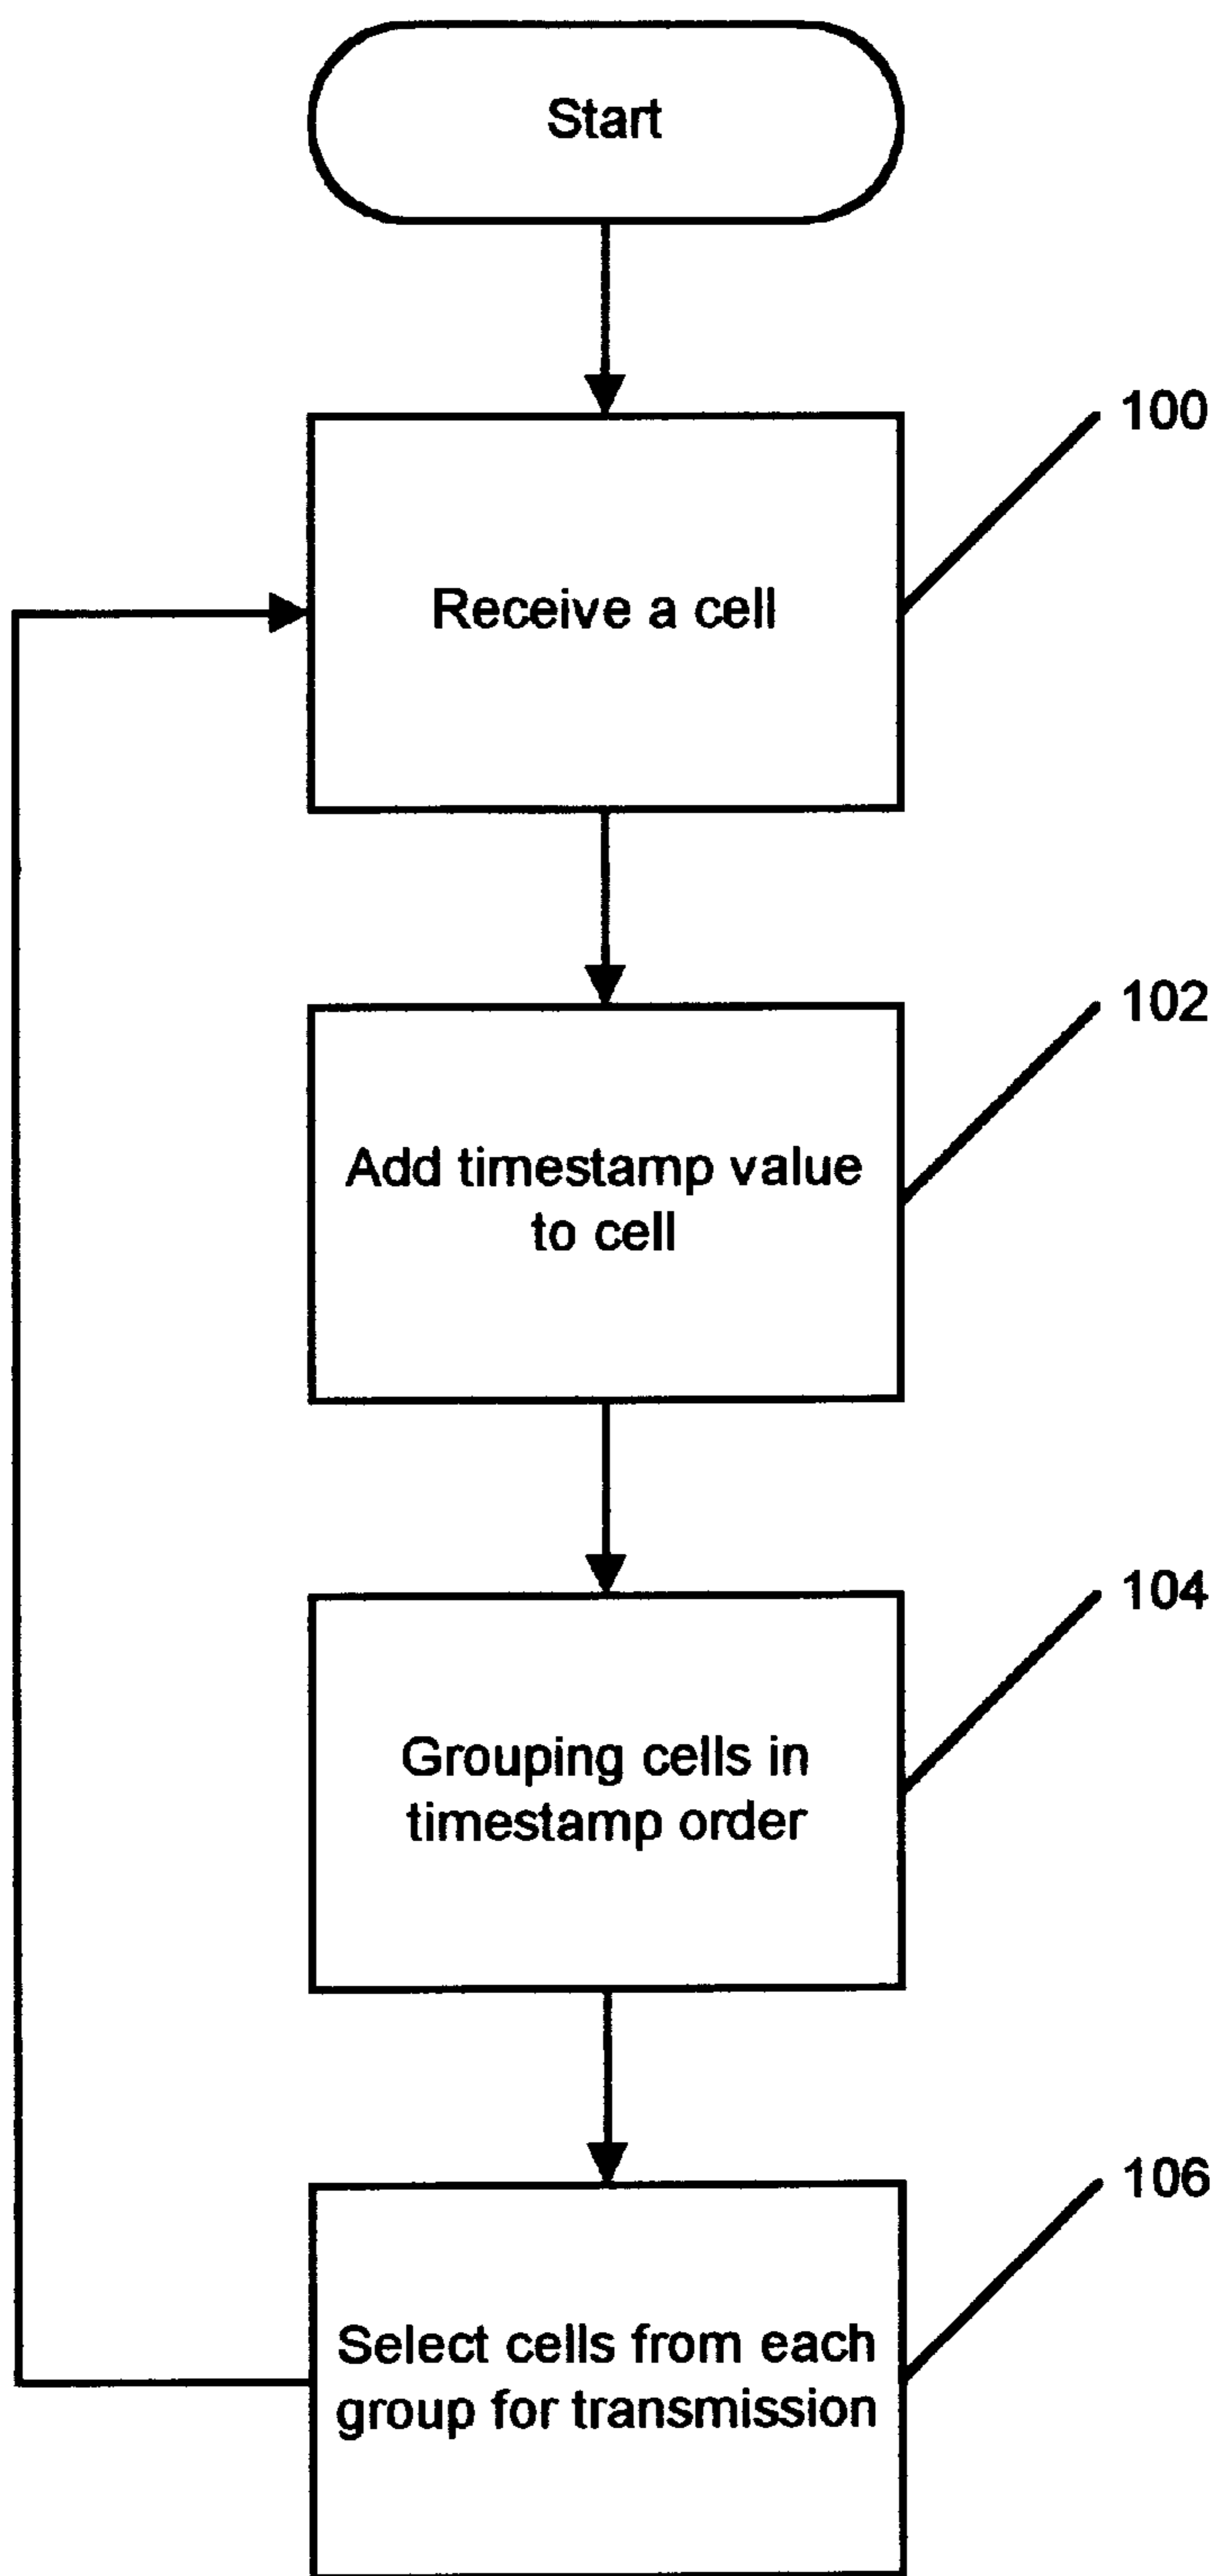 Start
100
Receive a cell
102
Add timestamp value
to cell
104
Grouping cells in
timestamp order
106
Select cells from each
group for transmission